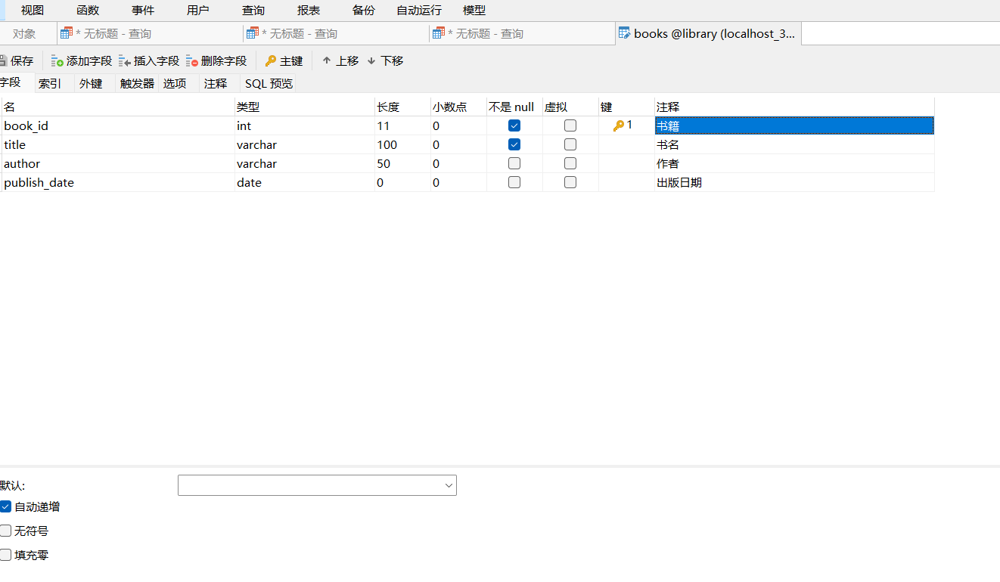 视图 函数 事件 用户 查询 报表 备份 自动运行 模型
对象 * 无标题 - 查询 * 无标题 - 查询 * 无标题 - 查询 books @library (localhost_3...
保存 添加字段 插入字段 删除字段 主键 上移 下移
字段 索引 外键 触发器 选项 注释 SQL 预览
名 类型 长度 小数点 不是 null 虚拟 键 注释
book_id int 11 0 1 书籍
title varchar 100 0 书名
author varchar 50 0 作者
publish_date date 0 0 出版日期
默认:
自动递增
无符号
填充零